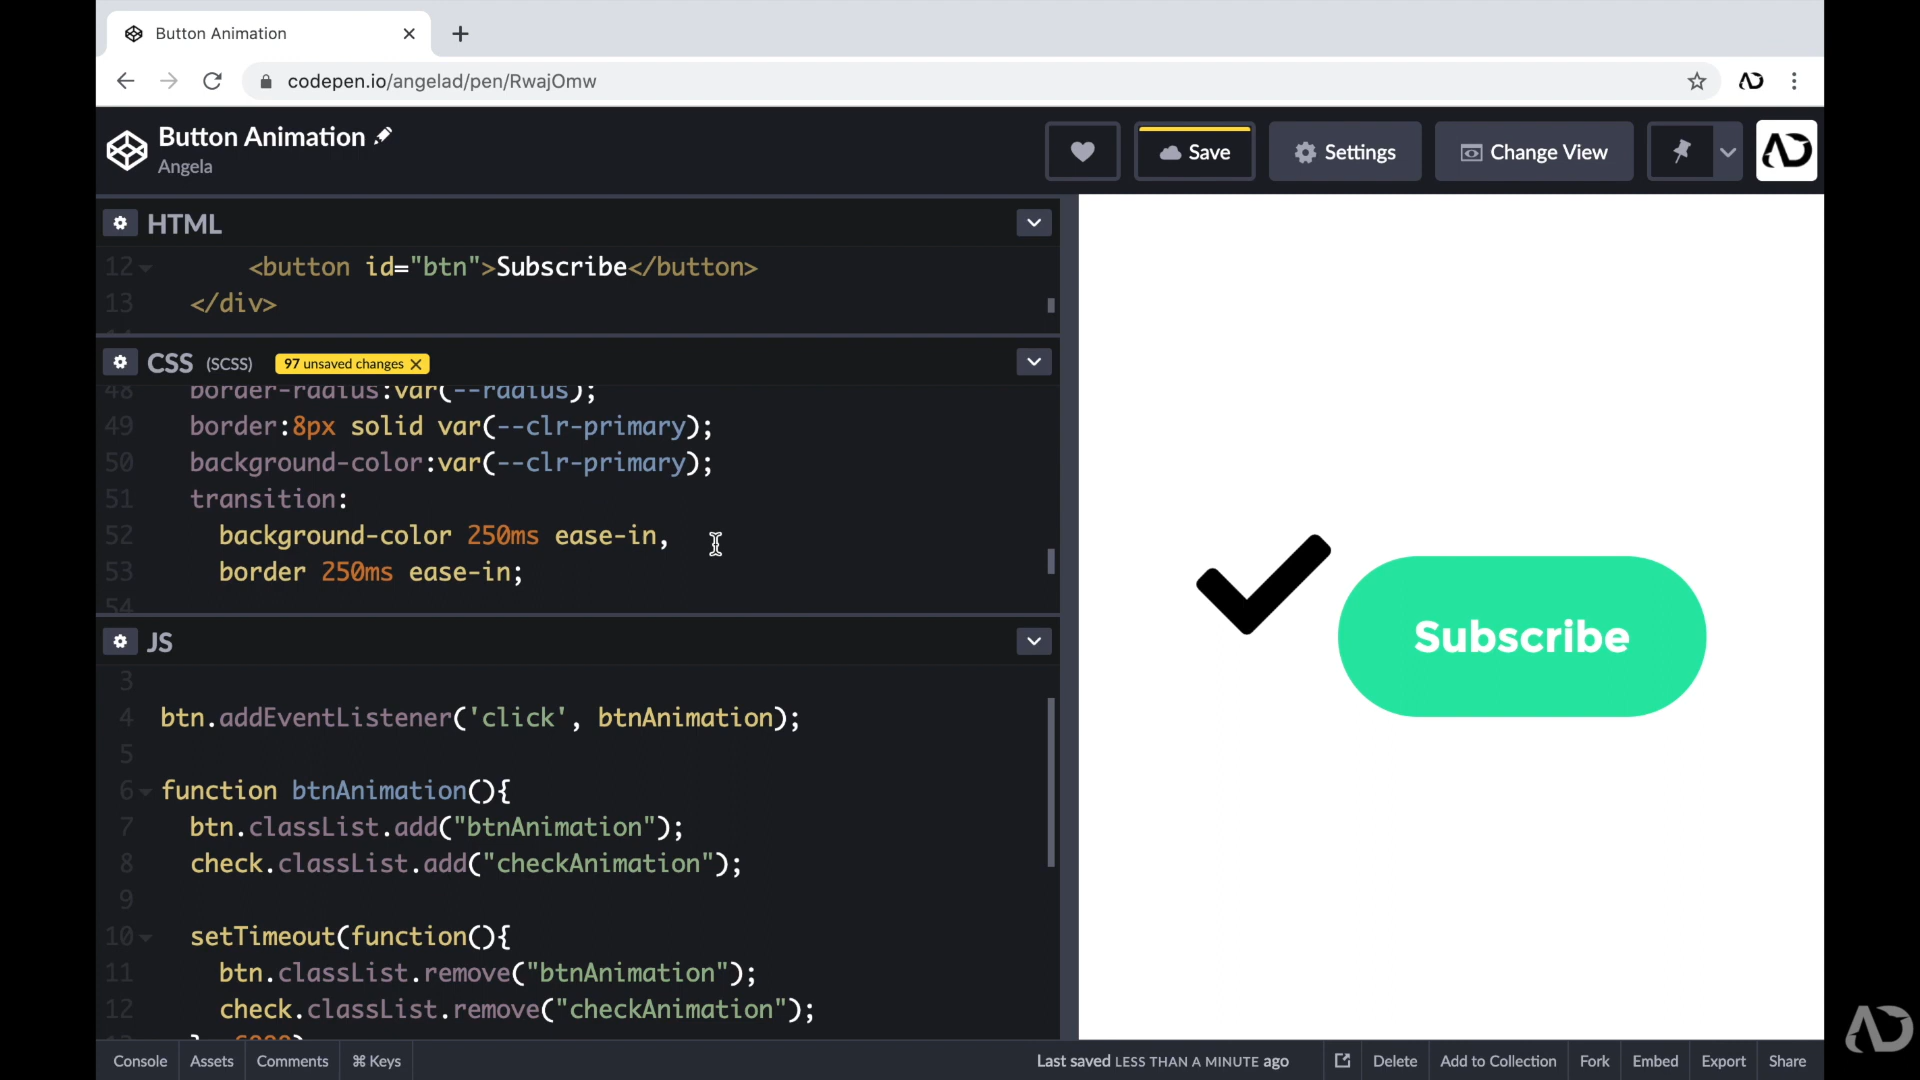 Button Animation
codepen.io/angelad/pen/RwajOmw
Button Animation
Angela
Save
Settings
Change View
HTML
12 <button id="btn">Subscribe</button>
13 </div>
CSS (SCSS) 97 unsaved changes
48 border-radius:var(--radius);
49 border:8px solid var(--clr-primary);
50 background-color:var(--clr-primary);
51 transition:
52 background-color 250ms ease-in,
53 border 250ms ease-in;
54
JS
3
4 btn.addEventListener('click', btnAnimation);
5
6 function btnAnimation(){
7 btn.classList.add("btnAnimation");
8 check.classList.add("checkAnimation");
9
10 setTimeout(function(){
11 btn.classList.remove("btnAnimation");
12 check.classList.remove("checkAnimation");
Subscribe
Console Assets Comments ⌘ Keys
Last saved LESS THAN A MINUTE ago
Delete Add to Collection Fork Embed Export Share